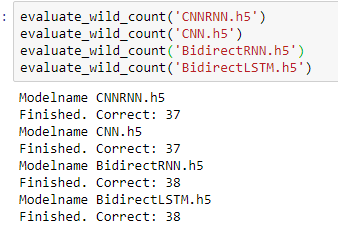 : evaluate_wild_count('CNNRNN.h5')
evaluate_wild_count('CNN.h5')
evaluate_wild_count('BidirectRNN.h5')
evaluate_wild_count('BidirectLSTM.h5')
Modelname CNNRNN.h5
Finished. Correct: 37
Modelname CNN.h5
Finished. Correct: 37
Modelname BidirectRNN.h5
Finished. Correct: 38
Modelname BidirectLSTM.h5
Finished. Correct: 38